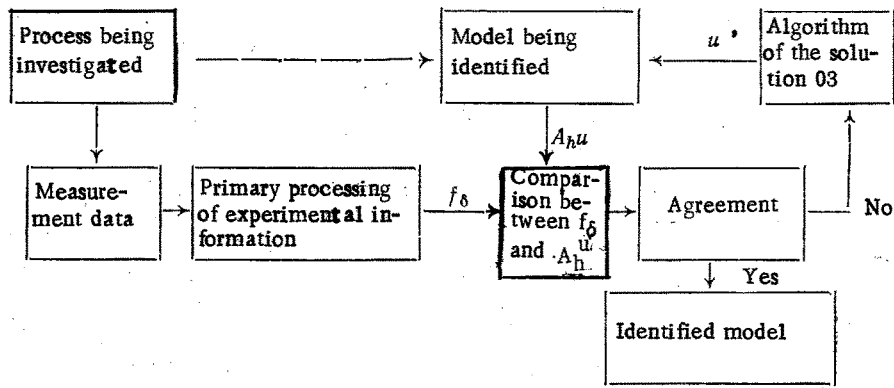 Process being
investigated
Model being
identified
u'
Algorithm
of the solu-
tion 03
A_h u
Measure-
ment data
Primary processing
of experimental in-
formation
f_δ
Compar-
ison be-
tween f_δ
and A_h u
Agreement
No
Yes
Identified model